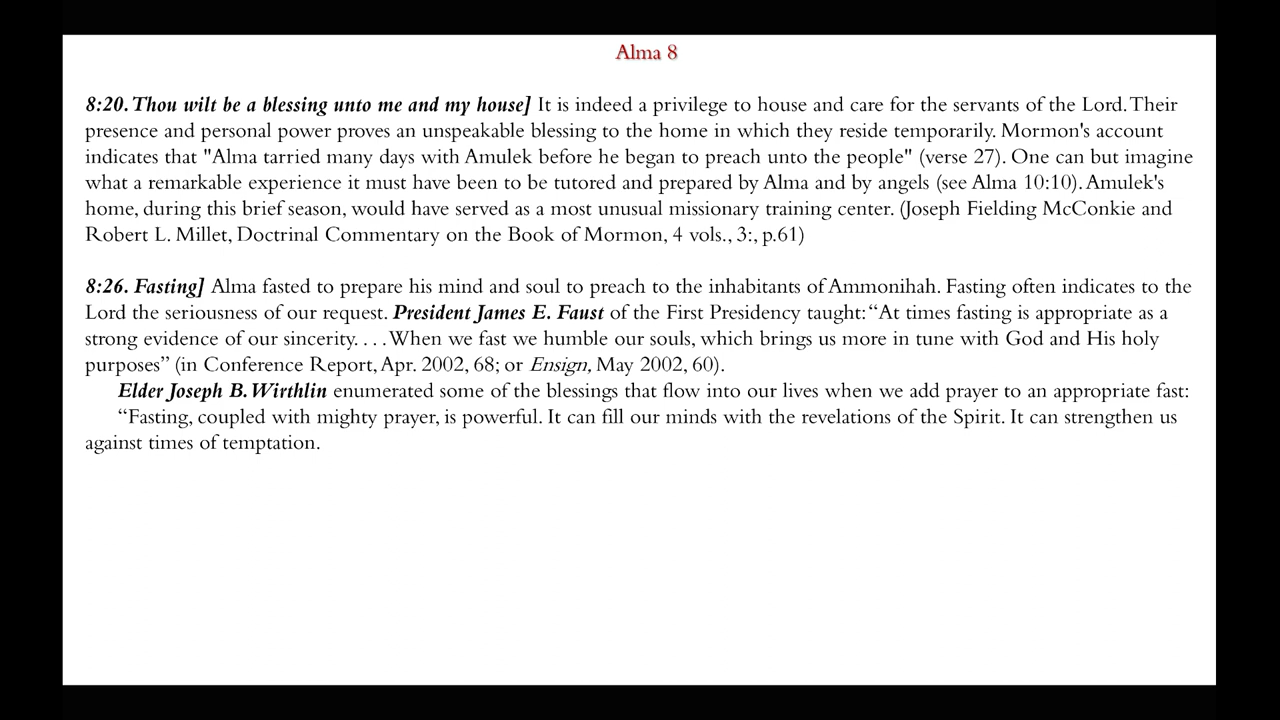 Alma 8
8:20. Thou wilt be a blessing unto me and my house] It is indeed a privilege to house and care for the servants of the Lord. Their
presence and personal power proves an unspeakable blessing to the home in which they reside temporarily. Mormon's account
indicates that "Alma tarried many days with Amulek before he began to preach unto the people" (verse 27). One can but imagine
what a remarkable experience it must have been to be tutored and prepared by Alma and by angels (see Alma 10:10). Amulek's
home, during this brief season, would have served as a most unusual missionary training center. (Joseph Fielding McConkie and
Robert L. Millet, Doctrinal Commentary on the Book of Mormon, 4 vols., 3:, p.61)
8:26. Fasting] Alma fasted to prepare his mind and soul to preach to the inhabitants of Ammonihah. Fasting often indicates to the
Lord the seriousness of our request. President James E. Faust of the First Presidency taught: “At times fasting is appropriate as a
strong evidence of our sincerity. . . . When we fast we humble our souls, which brings us more in tune with God and His holy
purposes” (in Conference Report, Apr. 2002, 68; or Ensign, May 2002, 60).
Elder Joseph B. Wirthlin enumerated some of the blessings that flow into our lives when we add prayer to an appropriate fast:
“Fasting, coupled with mighty prayer, is powerful. It can fill our minds with the revelations of the Spirit. It can strengthen us
against times of temptation.